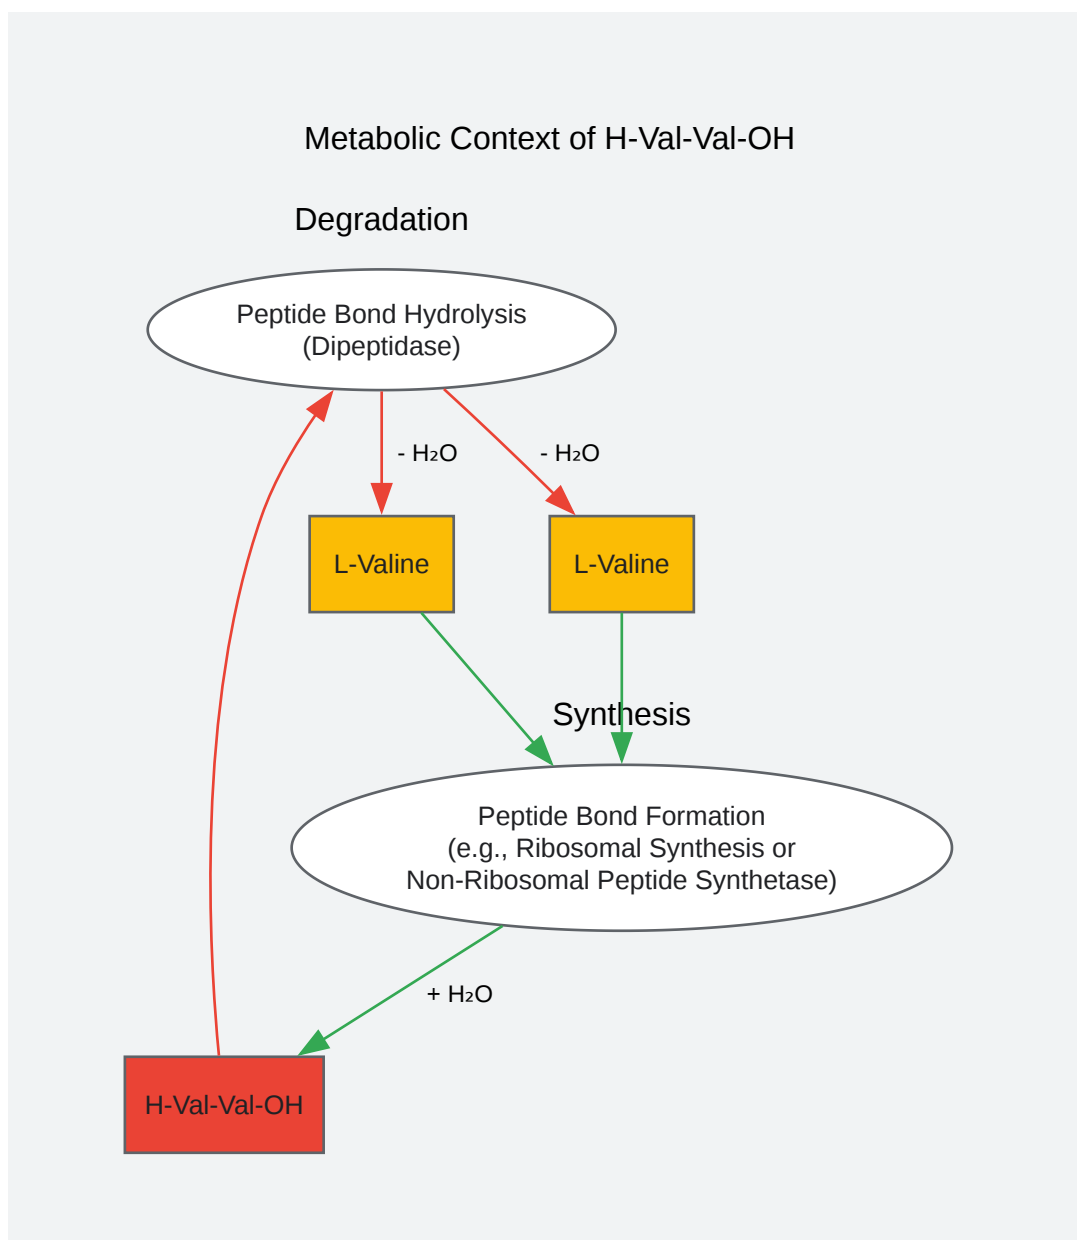 Metabolic Context of H-Val-Val-OH
Degradation
Peptide Bond Hydrolysis
(Dipeptidase)
- H₂O
- H₂O
L-Valine
L-Valine
Synthesis
Peptide Bond Formation
(e.g., Ribosomal Synthesis or
Non-Ribosomal Peptide Synthetase)
+ H₂O
H-Val-Val-OH